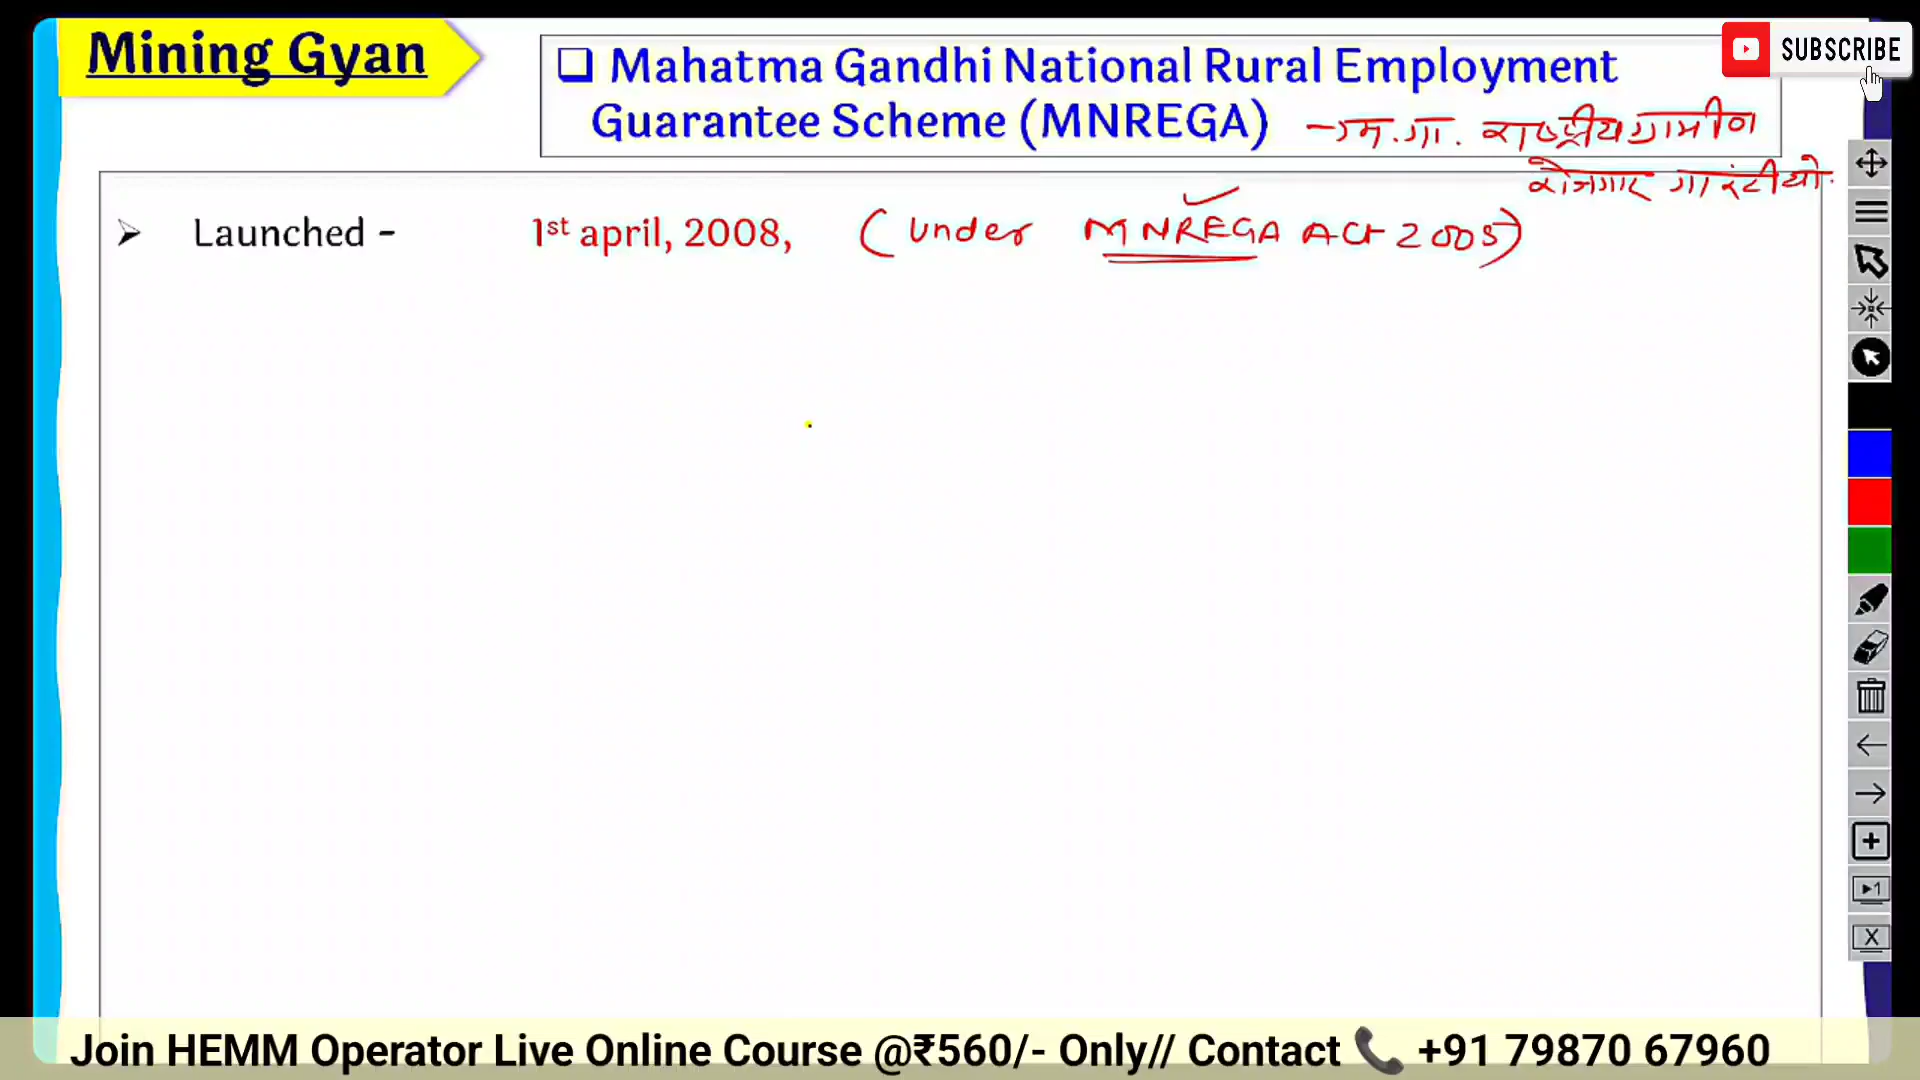 Mining Gyan
SUBSCRIBE
❑ Mahatma Gandhi National Rural Employment
Guarantee Scheme (MNREGA) - म.गा. राष्ट्रीय ग्रामीण
रोजगार गारंटी यो.
➢ Launched - 1st april, 2008, (under MNREGA Act 2005)
Join HEMM Operator Live Online Course @₹560/- Only// Contact 📞 +91 79870 67960